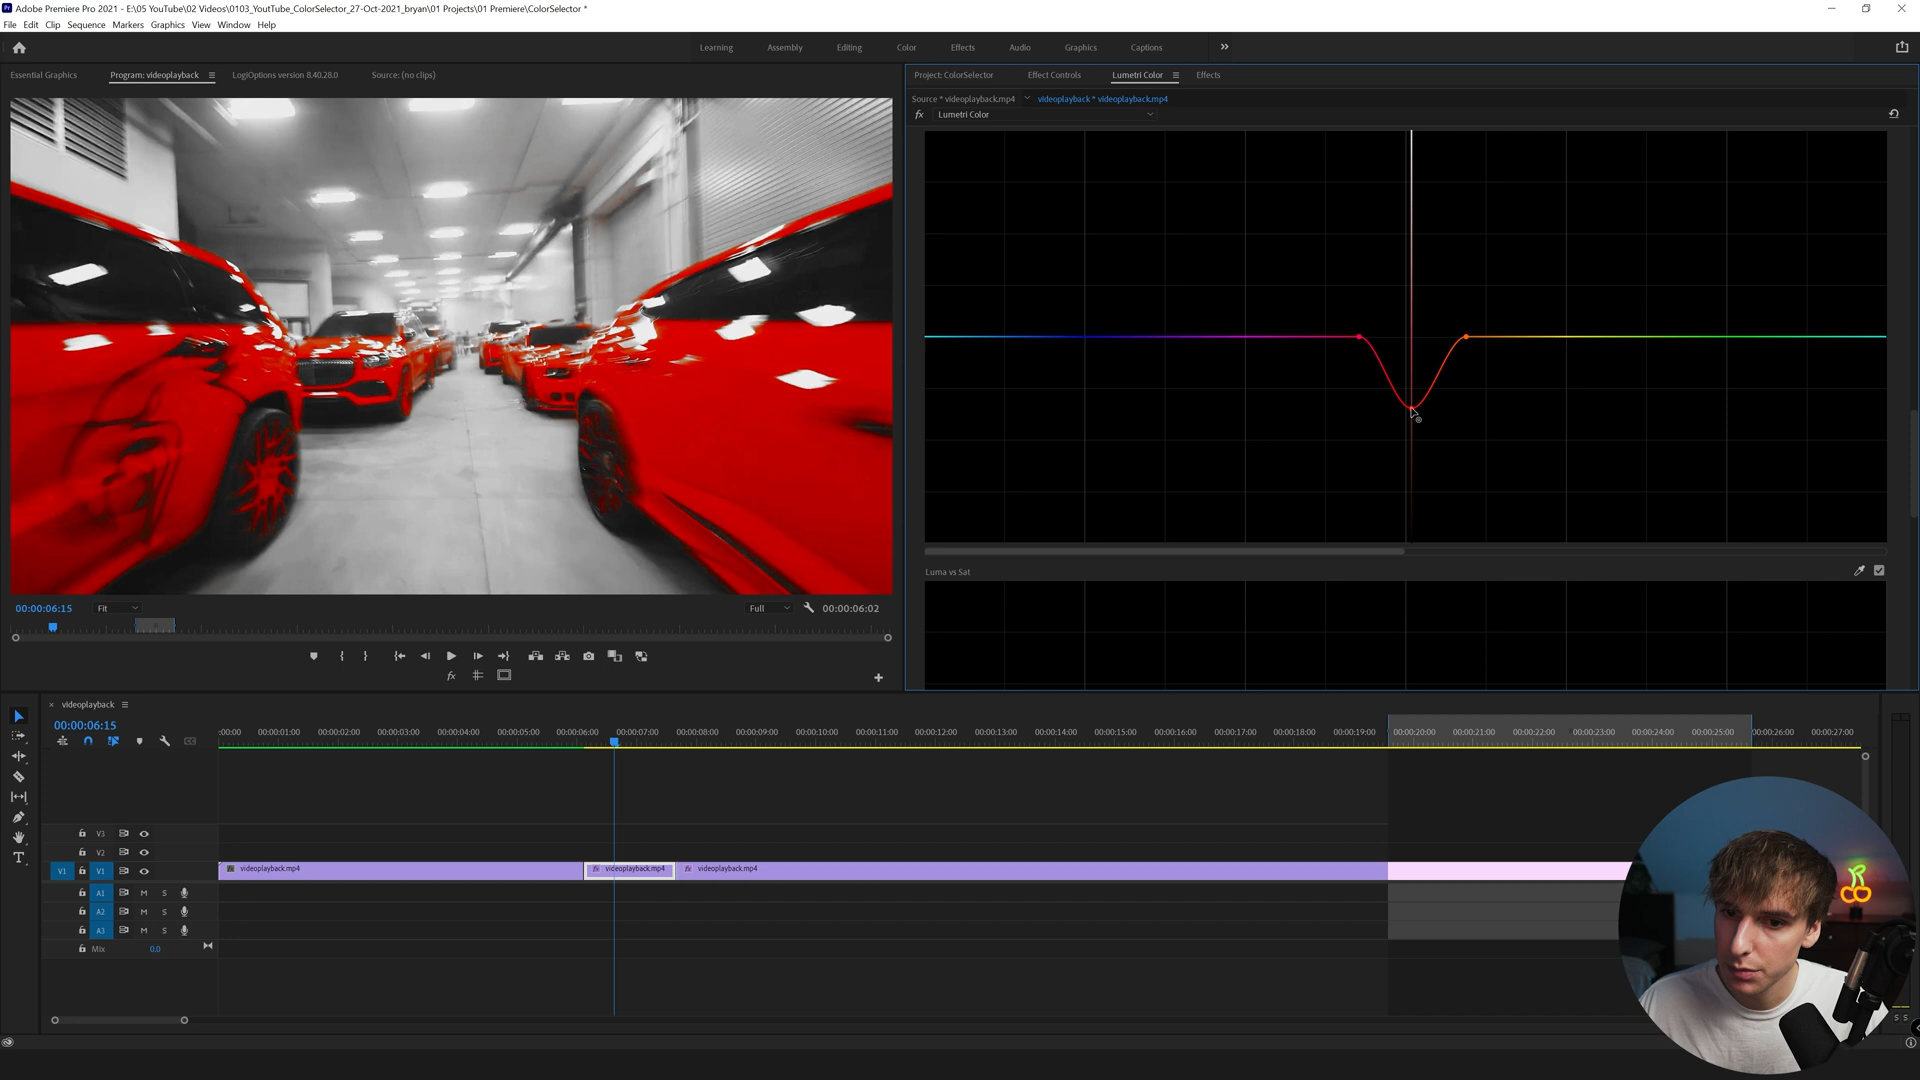 Adobe Premiere Pro 2021 - E:\05 YouTube\02 Videos\0103_YoutTube_ColorSelector_27-Oct-2021_bryan\01 Projects\01 Premiere\ColorSelector *
File Edit Clip Sequence Markers Graphics View Window Help
Learning Assembly Editing Color Effects Audio Graphics Captions
Essential Graphics Program: videoplayback LogiOptions version 8.40.28.0 Source: (no clips)
Project: ColorSelector Effect Controls Lumetri Color Effects
Source * videoplayback.mp4 videoplayback * videoplayback.mp4
fx Lumetri Color
Luma vs Sat
00:00:06:15 Fit Full 00:00:06:02
fx
videoplayback
00:00:06:15
:00:00 00:00:01:00 00:00:02:00 00:00:03:00 00:00:04:00 00:00:05:00 00:00:06:00 00:00:07:00 00:00:08:00 00:00:09:00 00:00:10:00 00:00:11:00 00:00:12:00 00:00:13:00 00:00:14:00 00:00:15:00 00:00:16:00 00:00:17:00 00:00:18:00 00:00:19:00 00:00:20:00 00:00:21:00 00:00:22:00 00:00:23:00 00:00:24:00 00:00:25:00 00:00:26:00 00:00:27:00
V3
V2
V1 V1 videoplayback.mp4 fx videoplayback.mp4 fx videoplayback.mp4
A1 M S
A2 M S
A3 M S
Mix 0.0
S S